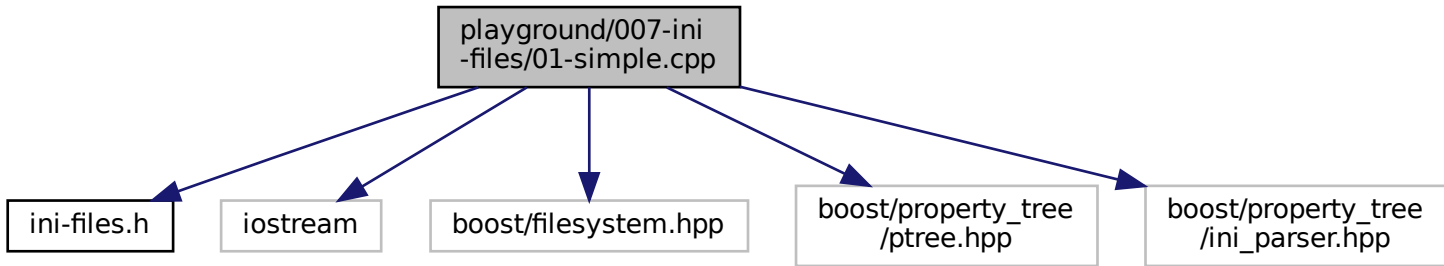 playground/007-ini
-files/01-simple.cpp
ini-files.h
iostream
boost/filesystem.hpp
boost/property_tree
/ptree.hpp
boost/property_tree
/ini_parser.hpp